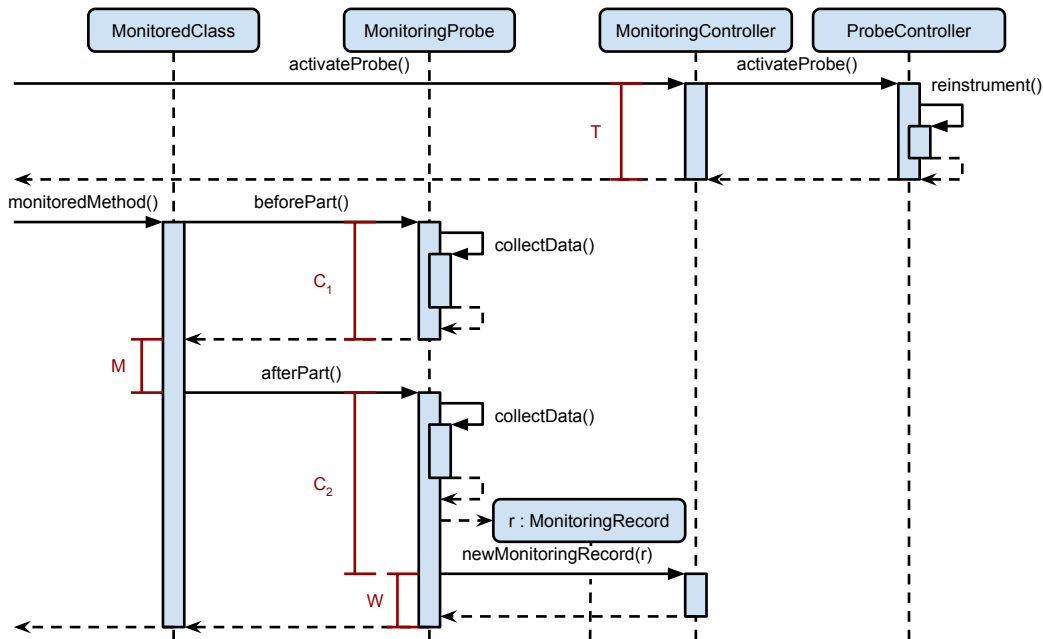 MonitoredClass
MonitoringProbe
MonitoringController
ProbeController
activateProbe()
activateProbe()
reinstrument()
T
monitoredMethod()
beforePart()
collectData()
C1
M
afterPart()
collectData()
C2
r : MonitoringRecord
newMonitoringRecord(r)
W